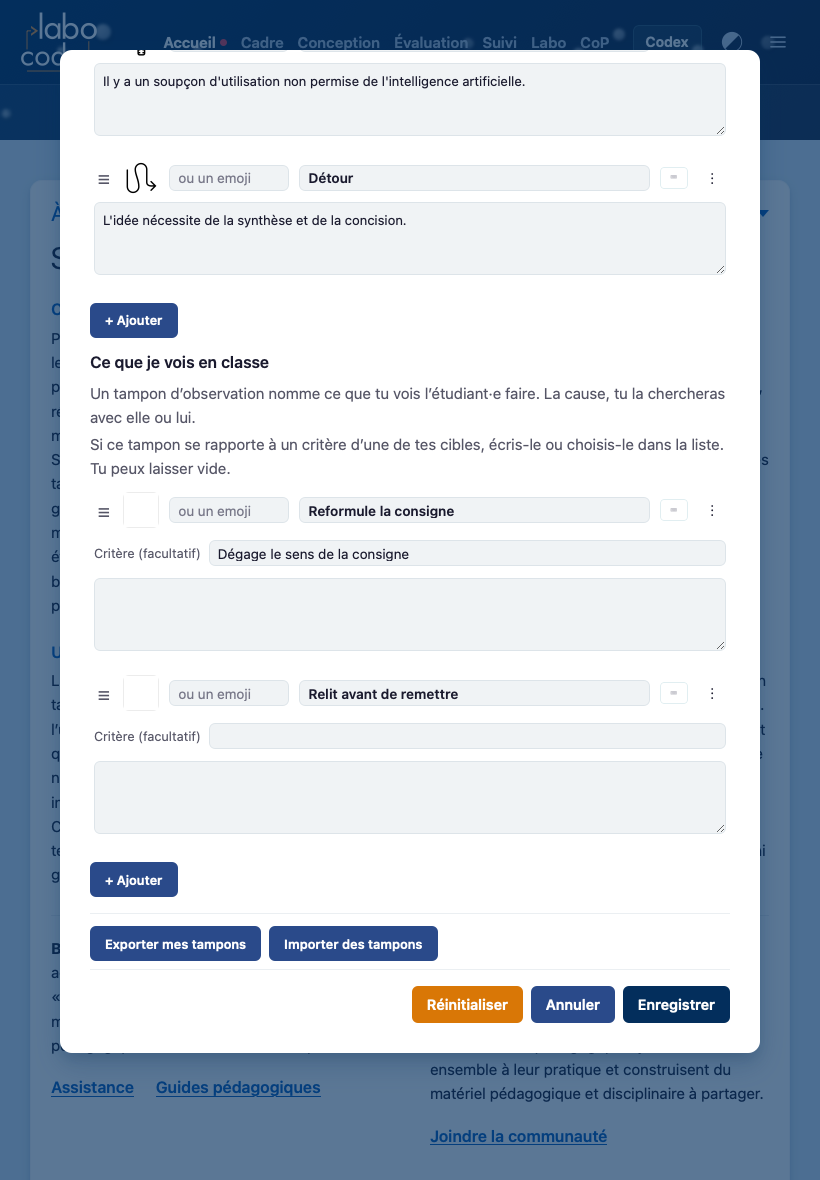 labo
cod
Accueil Cadre Conception Évaluation Suivi Labo CoP Codex
Il y a un soupçon d'utilisation non permise de l'intelligence artificielle.
ou un emoji Détour
L'idée nécessite de la synthèse et de la concision.
+ Ajouter
Ce que je vois en classe
Un tampon d’observation nomme ce que tu vois l’étudiant·e faire. La cause, tu la chercheras
avec elle ou lui.
Si ce tampon se rapporte à un critère d’une de tes cibles, écris-le ou choisis-le dans la liste.
Tu peux laisser vide.
ou un emoji Reformule la consigne
Critère (facultatif) Dégage le sens de la consigne
ou un emoji Relit avant de remettre
Critère (facultatif)
+ Ajouter
Exporter mes tampons Importer des tampons
Réinitialiser Annuler Enregistrer
ensemble à leur pratique et construisent du
matériel pédagogique et disciplinaire à partager.
Assistance Guides pédagogiques
Joindre la communauté